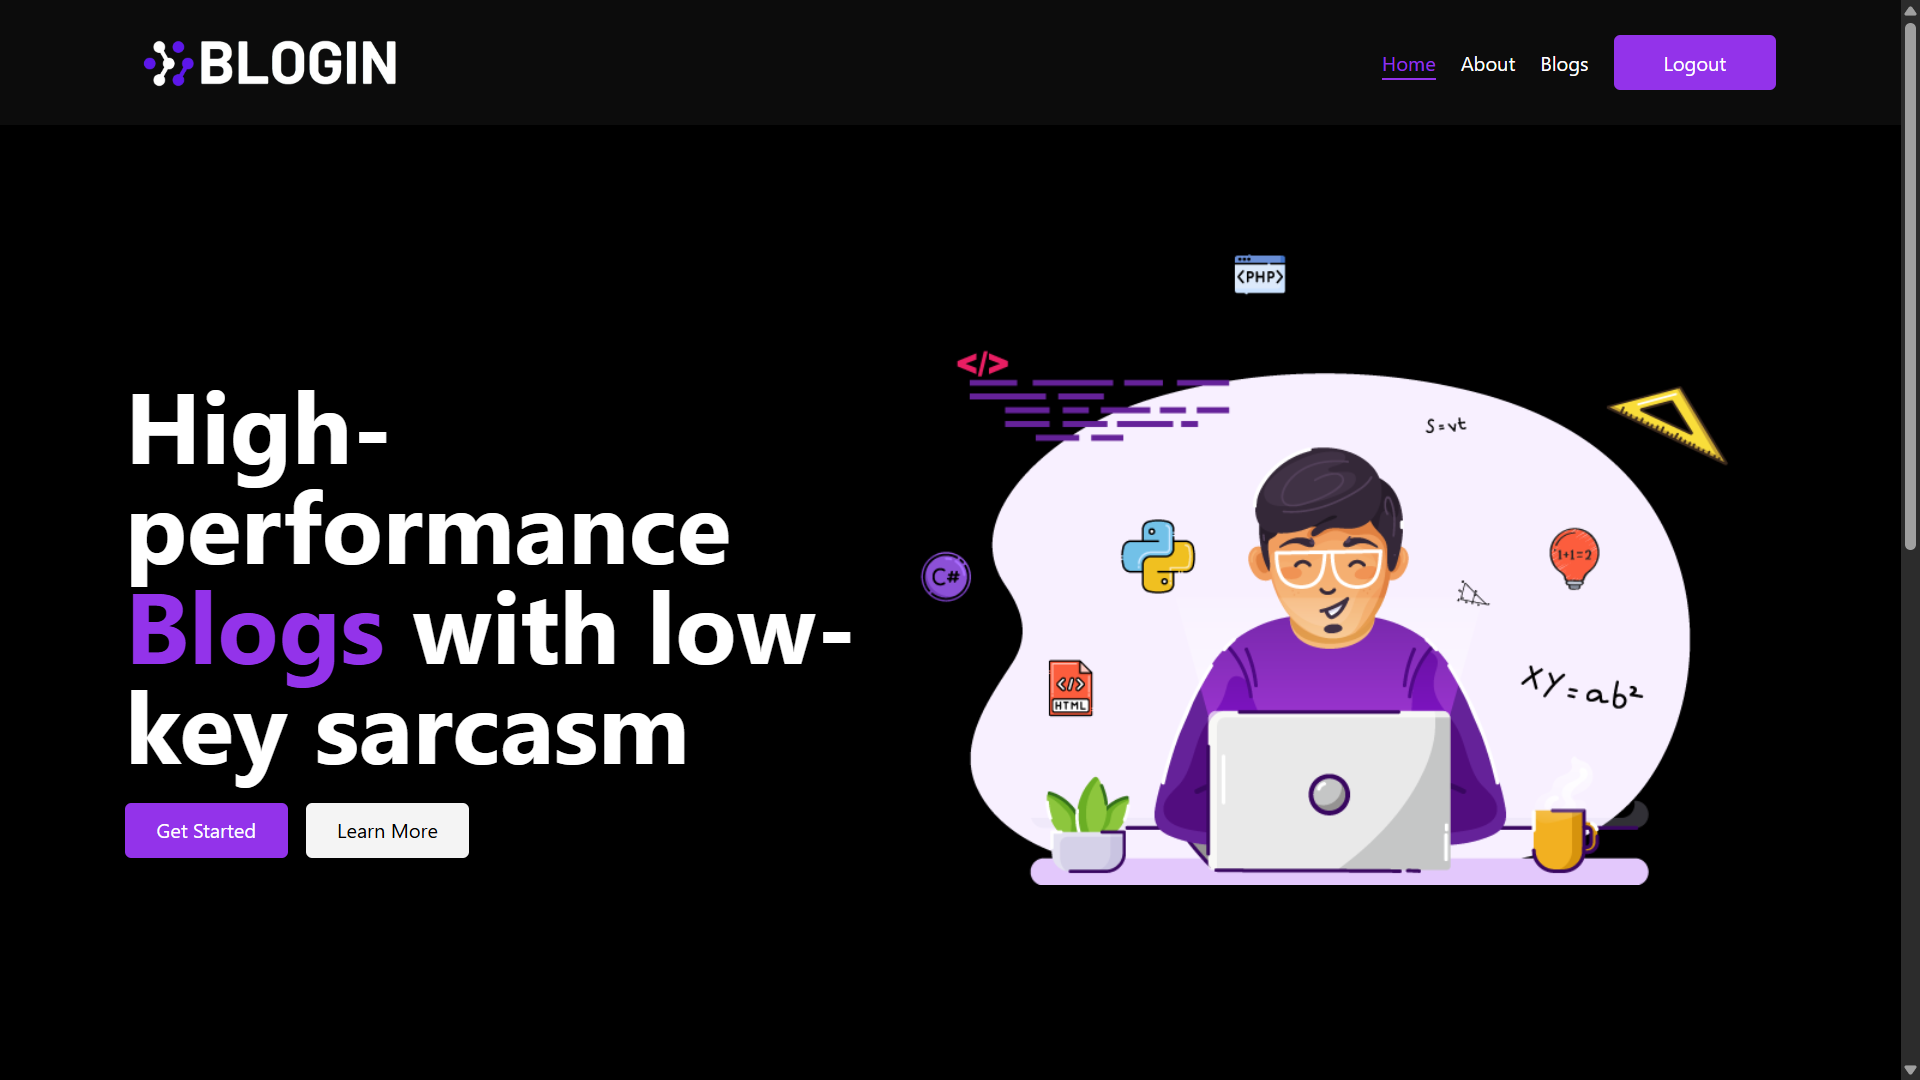 BLOGIN
Home About Blogs Logout
<PHP>
</>
S=vt
High-
performance
Blogs with low-
key sarcasm
C#
1+1=2
</>
HTML
XY=ab²
Get Started Learn More